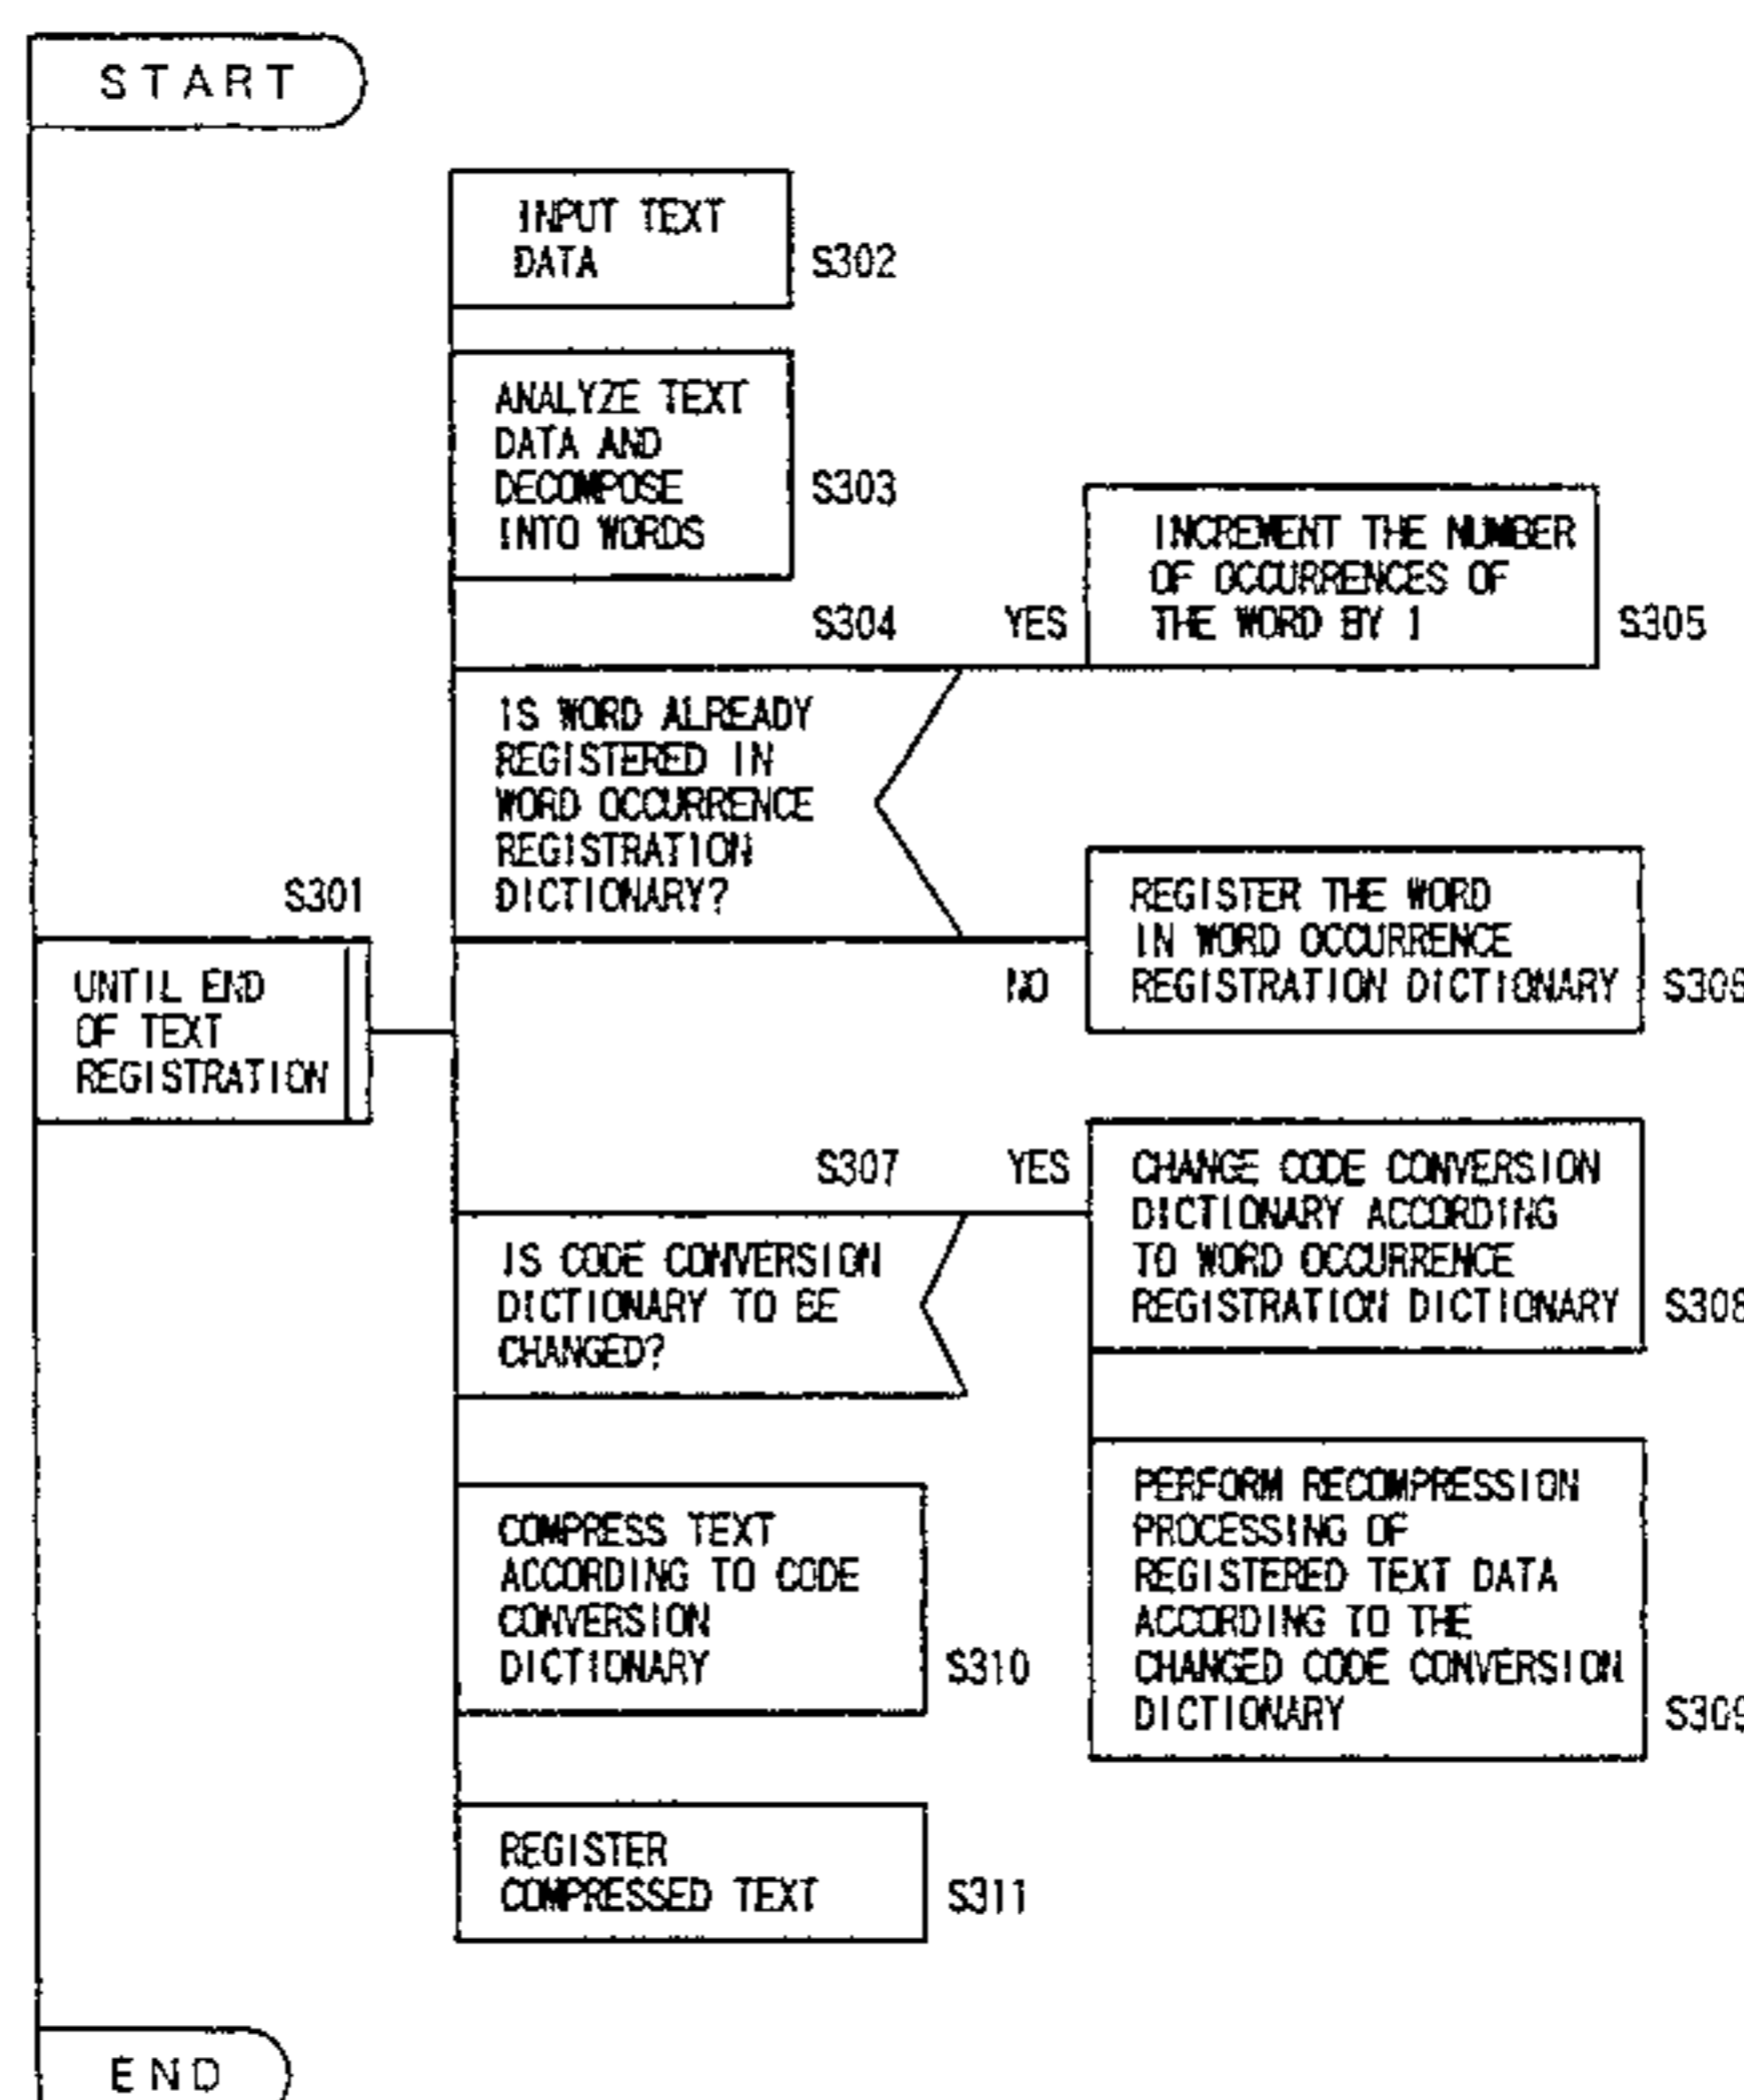 START
INPUT TEXT
DATA
S302
ANALYZE TEXT
DATA AND
DECOMPOSE
INTO WORDS
S303
S304
YES
INCREMENT THE NUMBER
OF OCCURRENCES OF
THE WORD BY 1
S305
IS WORD ALREADY
REGISTERED IN
WORD OCCURRENCE
REGISTRATION
DICTIONARY?
NO
REGISTER THE WORD
IN WORD OCCURRENCE
REGISTRATION DICTIONARY
S306
S301
UNTIL END
OF TEXT
REGISTRATION
S307
YES
CHANGE CODE CONVERSION
DICTIONARY ACCORDING
TO WORD OCCURRENCE
REGISTRATION DICTIONARY
S308
IS CODE CONVERSION
DICTIONARY TO BE
CHANGED?
PERFORM RECOMPRESSION
PROCESSING OF
REGISTERED TEXT DATA
ACCORDING TO THE
CHANGED CODE CONVERSION
DICTIONARY
S309
COMPRESS TEXT
ACCORDING TO CODE
CONVERSION
DICTIONARY
S310
REGISTER
COMPRESSED TEXT
S311
END